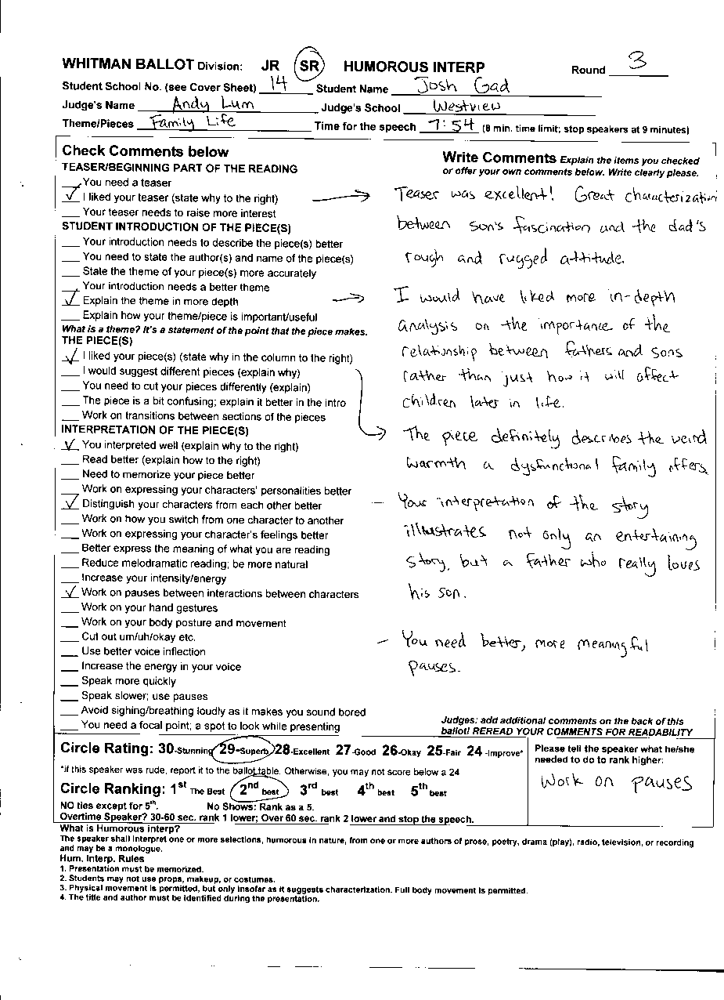 WHITMAN BALLOT Division: JR SR HUMOROUS INTERP Round 3
Student School No. (see Cover Sheet) 14 Student Name Josh Gad
Judge's Name Andy Lum Judge's School Westview
Theme/Pieces Family Life Time for the speech 7:54 (8 min. time limit; stop speakers at 9 minutes)
Check Comments below
TEASER/BEGINNING PART OF THE READING
You need a teaser
I liked your teaser (state why to the right)
Your teaser needs to raise more interest
STUDENT INTRODUCTION OF THE PIECE(S)
Your introduction needs to describe the piece(s) better
You need to state the author(s) and name of the piece(s)
State the theme of your piece(s) more accurately
Your introduction needs a better theme
Explain the theme in more depth
Explain how your theme/piece is important/useful
What is a theme? It's a statement of the point that the piece makes.
THE PIECE(S)
I liked your piece(s) (state why in the column to the right)
I would suggest different pieces (explain why)
You need to cut your pieces differently (explain)
The piece is a bit confusing; explain it better in the intro
Work on transitions between sections of the pieces
INTERPRETATION OF THE PIECE(S)
You interpreted well (explain why to the right)
Read better (explain how to the right)
Need to memorize your piece better
Work on expressing your characters' personalities better
Distinguish your characters from each other better
Work on how you switch from one character to another
Work on expressing your character's feelings better
Better express the meaning of what you are reading
Reduce melodramatic reading; be more natural
Increase your intensity/energy
Work on pauses between interactions between characters
Work on your hand gestures
Work on your body posture and movement
Cut out um/uh/okay etc.
Use better voice inflection
Increase the energy in your voice
Speak more quickly
Speak slower; use pauses
Avoid sighing/breathing loudly as it makes you sound bored
You need a focal point; a spot to look while presenting
Write Comments Explain the items you checked
or offer your own comments below. Write clearly please.
Teaser was excellent! Great characterization
between son's fascination and the dad's
rough and rugged attitude.
I would have liked more in-depth
analysis on the importance of the
relationship between fathers and sons
rather than just how it will affect
children later in life.
The piece definitely describes the weird
warmth a dysfunctional family offers.
- Your interpretation of the story
illustrates not only an entertaining
story, but a father who really loves
his son.
- You need better, more meaningful
pauses.
Judges: add additional comments on the back of this
ballot! REREAD YOUR COMMENTS FOR READABILITY
Circle Rating: 30-Stunning 29-Superb 28-Excellent 27-Good 26-Okay 25-Fair 24-Improve*
*if this speaker was rude, report it to the ballot table. Otherwise, you may not score below a 24
Circle Ranking: 1st The Best 2nd best 3rd best 4th best 5th best
NO ties except for 5th. No Shows: Rank as a 5.
Overtime Speaker? 30-60 sec. rank 1 lower; Over 60 sec. rank 2 lower and stop the speech.
Please tell the speaker what he/she
needed to do to rank higher:
Work on pauses
What is Humorous interp?
The speaker shall interpret one or more selections, humorous in nature, from one or more authors of prose, poetry, drama (play), radio, television, or recording
and may be a monologue.
Hum. Interp. Rules
1. Presentation must be memorized.
2. Students may not use props, makeup, or costumes.
3. Physical movement is permitted, but only insofar as it suggests characterization. Full body movement is permitted.
4. The title and author must be identified during the presentation.